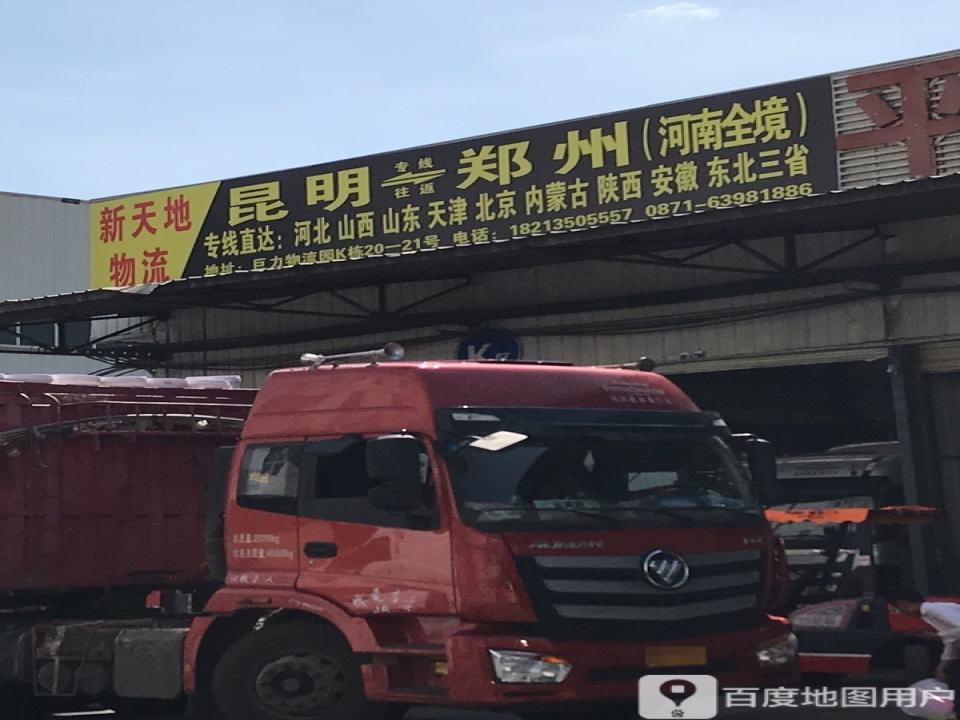 新天地
物流
昆明 专线往返 郑州（河南全境）
专线直达：河北 山西 山东 天津 北京 内蒙古 陕西 安徽 东北三省
地址：巨力物流园K栋20—21号 电话：18213505557 0871-63981886
平
K
百度地图用户